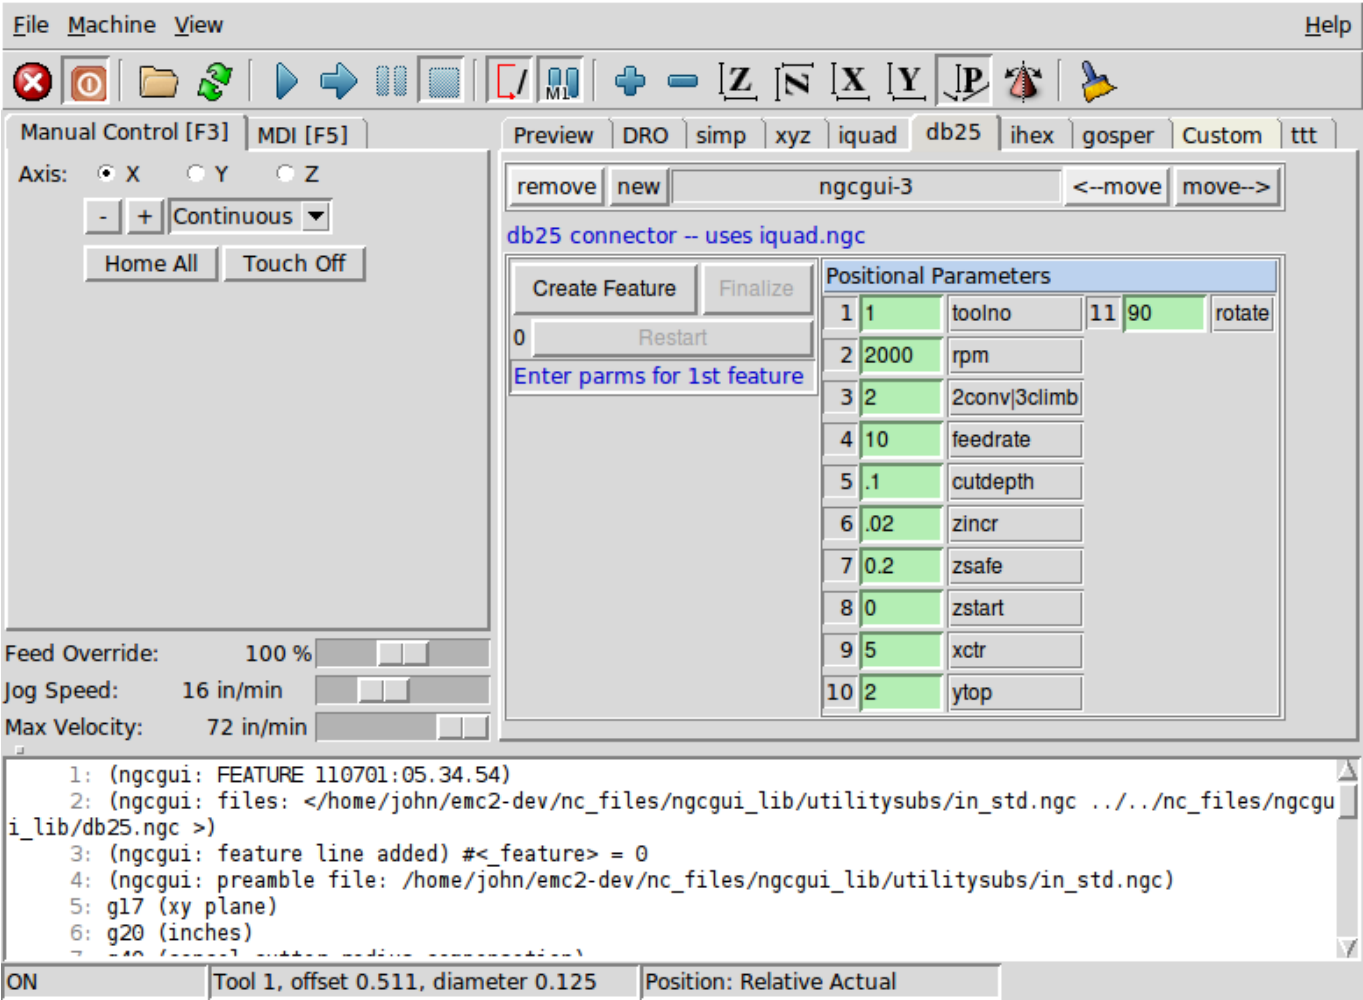 File Machine View Help
M1 Z N X Y P
Manual Control [F3] MDI [F5]
Preview DRO simp xyz iquad db25 ihex gosper Custom ttt
Axis: X Y Z
- + Continuous
Home All Touch Off
remove new ngcgui-3 <--move move-->
db25 connector -- uses iquad.ngc
Create Feature Finalize
0 Restart
Enter parms for 1st feature
Positional Parameters
1 1 toolno 11 90 rotate
2 2000 rpm
3 2 2conv|3climb
4 10 feedrate
5 .1 cutdepth
6 .02 zincr
7 0.2 zsafe
8 0 zstart
9 5 xctr
10 2 ytop
Feed Override: 100 %
Jog Speed: 16 in/min
Max Velocity: 72 in/min
1: (ngcgui: FEATURE 110701:05.34.54)
2: (ngcgui: files: </home/john/emc2-dev/nc_files/ngcgui_lib/utilitysubs/in_std.ngc ../../nc_files/ngcgu
i_lib/db25.ngc >)
3: (ngcgui: feature line added) #<_feature> = 0
4: (ngcgui: preamble file: /home/john/emc2-dev/nc_files/ngcgui_lib/utilitysubs/in_std.ngc)
5: g17 (xy plane)
6: g20 (inches)
ON Tool 1, offset 0.511, diameter 0.125 Position: Relative Actual